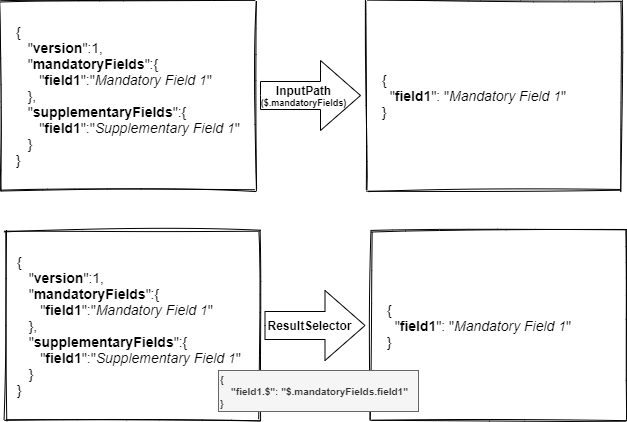 {
"version":1,
"mandatoryFields":{
"field1":"Mandatory Field 1"
},
"supplementaryFields":{
"field1":"Supplementary Field 1"
}
}
InputPath
($.mandatoryFields)
{
"field1": "Mandatory Field 1"
}
{
"version":1,
"mandatoryFields":{
"field1":"Mandatory Field 1"
},
"supplementaryFields":{
"field1":"Supplementary Field 1"
}
}
ResultSelector
{
"field1.$": "$.mandatoryFields.field1"
}
{
"field1": "Mandatory Field 1"
}